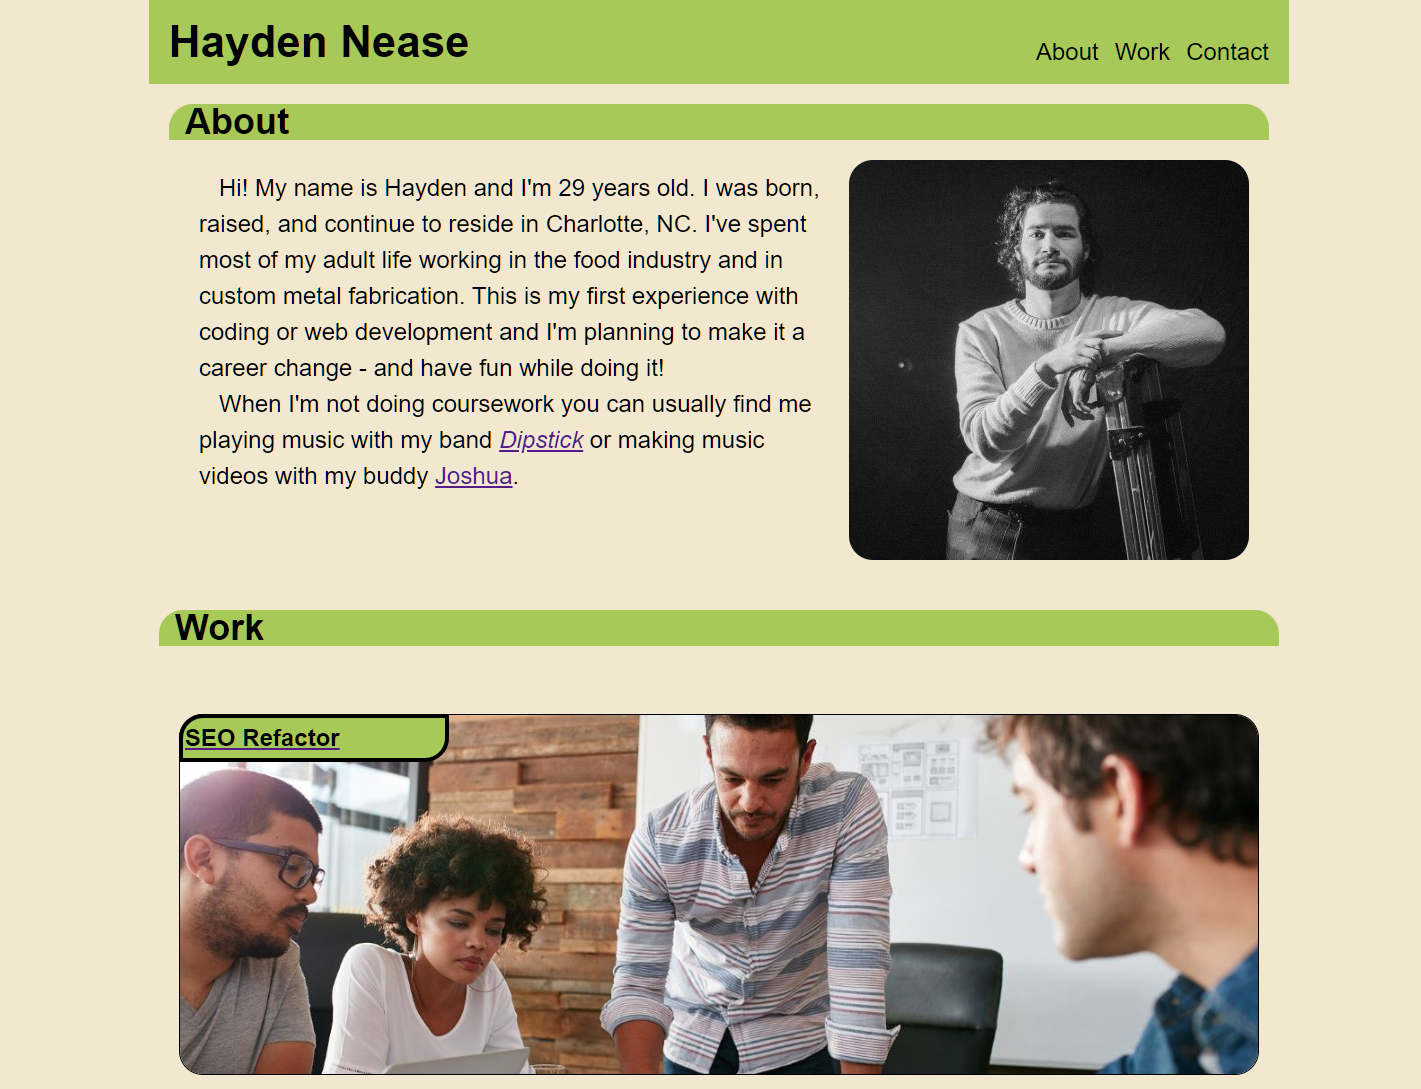 Hayden Nease
About Work Contact
About
Hi! My name is Hayden and I'm 29 years old. I was born,
raised, and continue to reside in Charlotte, NC. I've spent
most of my adult life working in the food industry and in
custom metal fabrication. This is my first experience with
coding or web development and I'm planning to make it a
career change - and have fun while doing it!
When I'm not doing coursework you can usually find me
playing music with my band Dipstick or making music
videos with my buddy Joshua.
Work
SEO Refactor